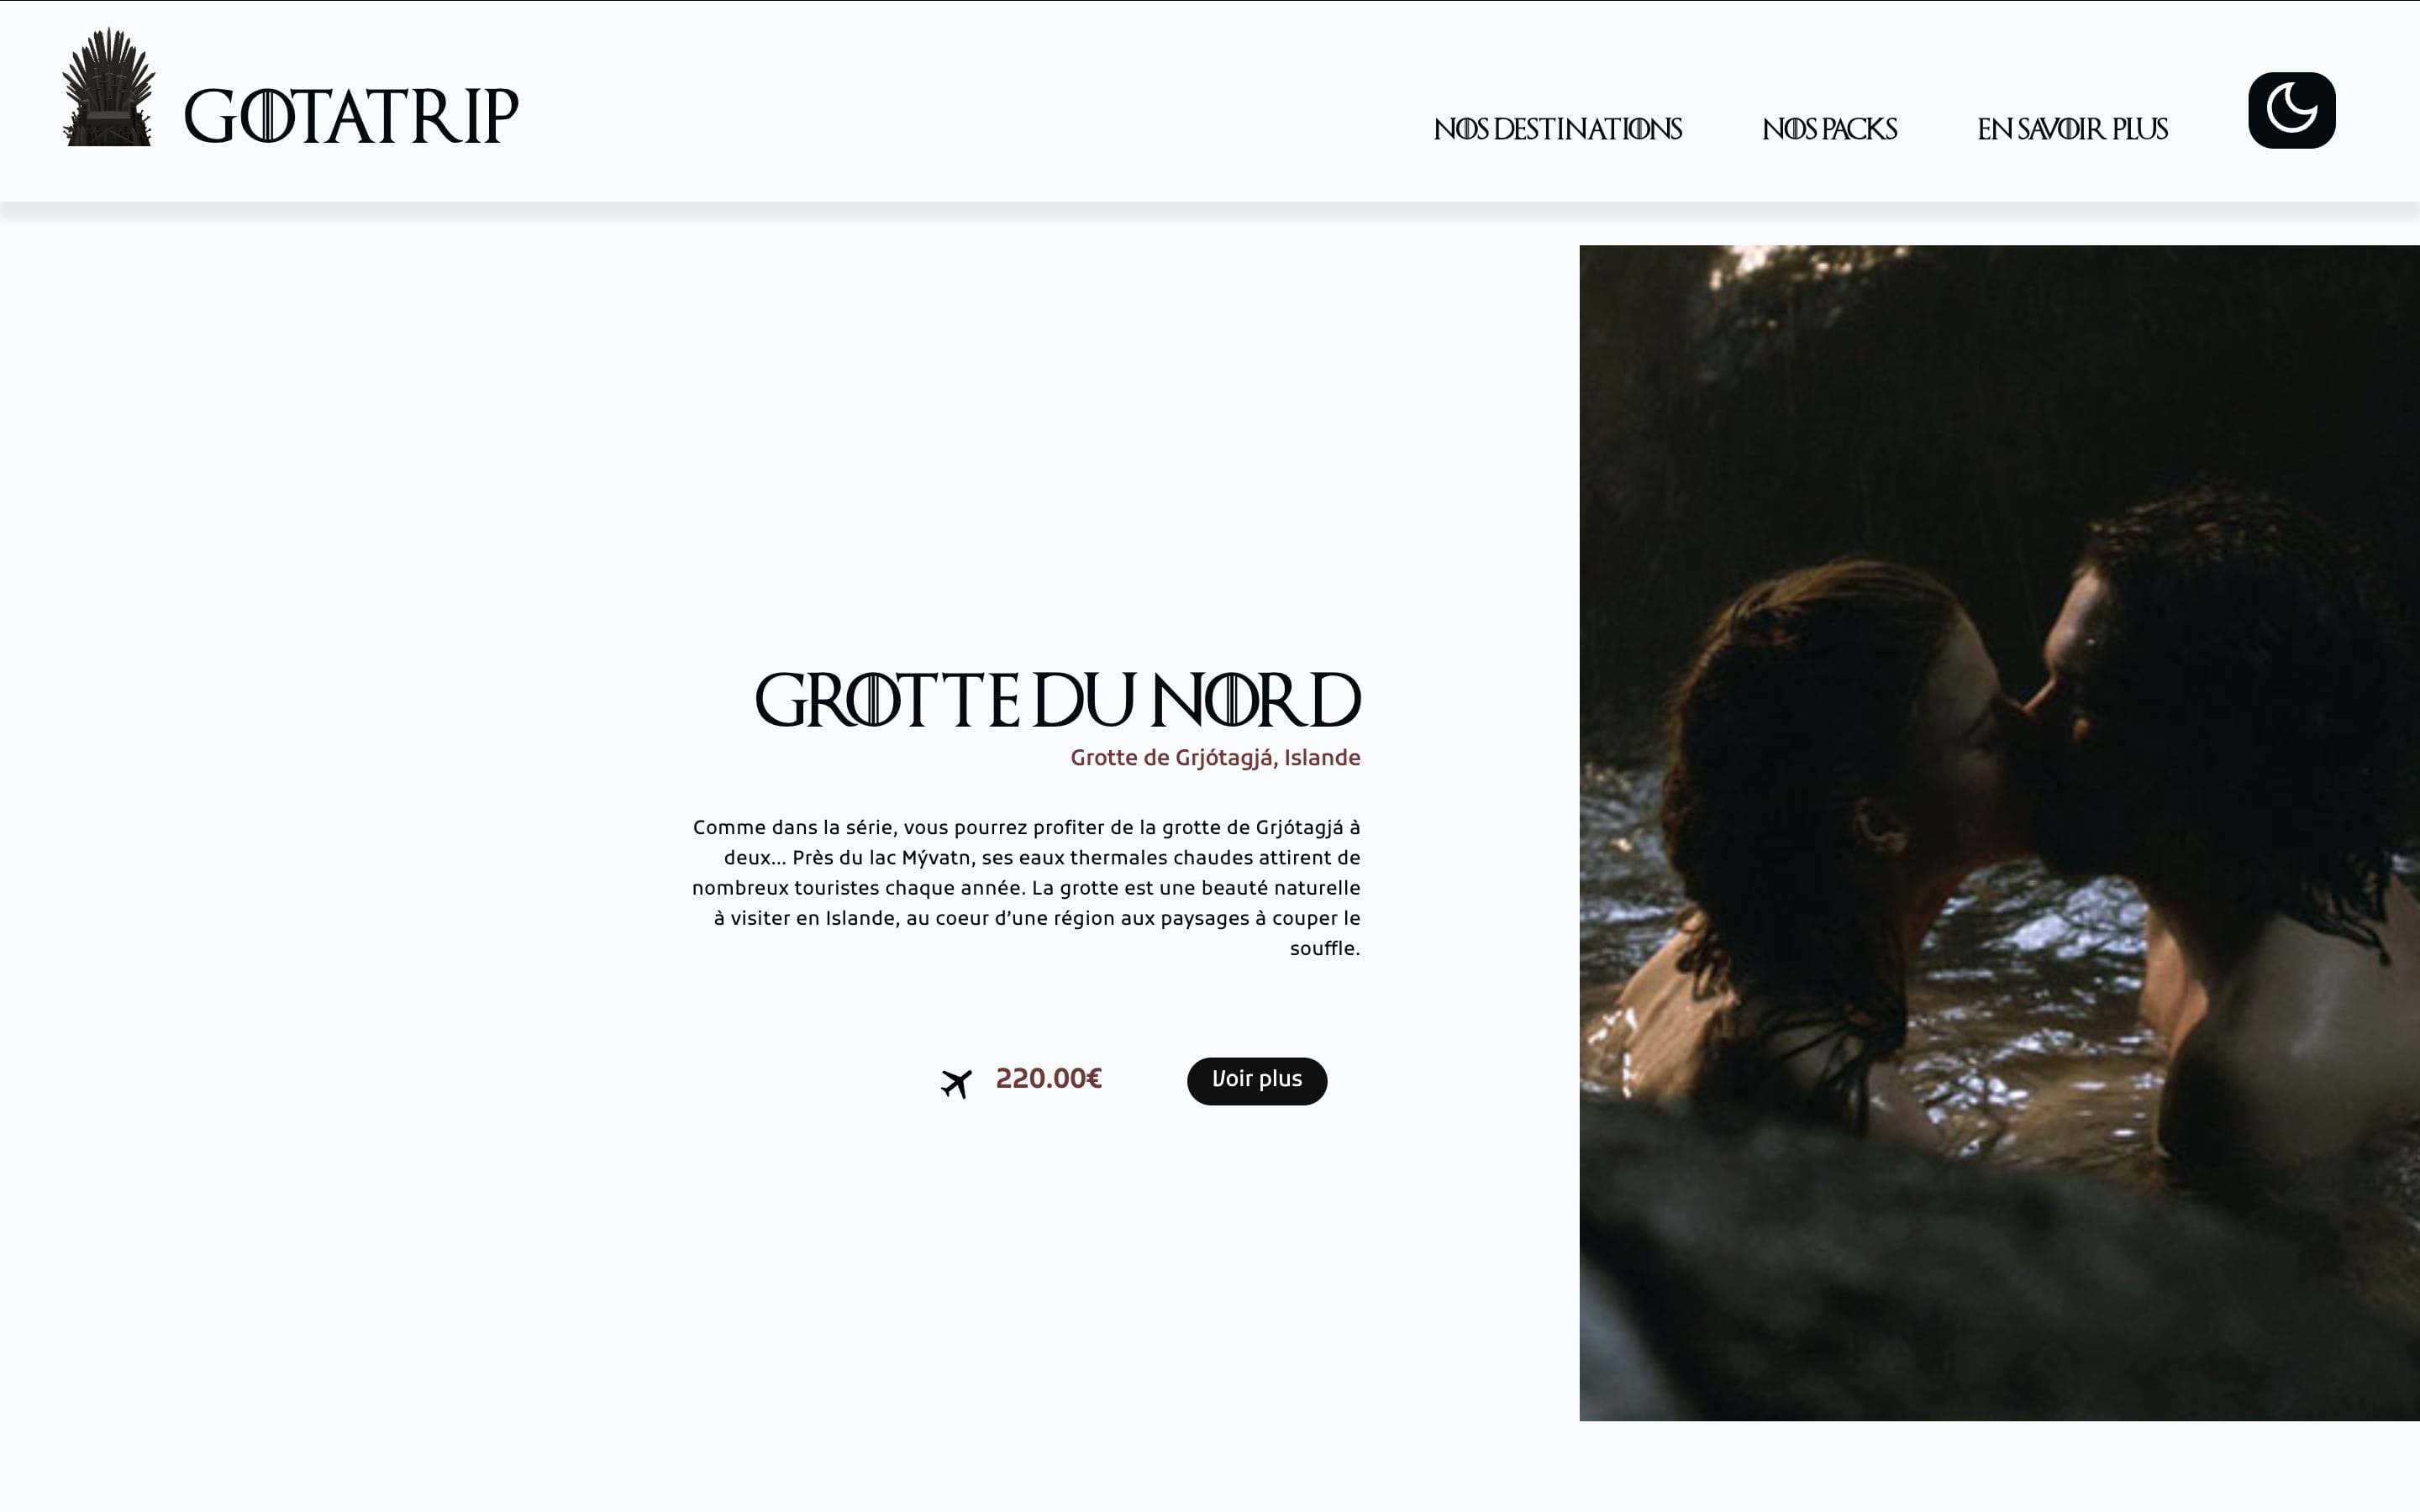 GOTATRIP
NOS DESTINATIONS
NOS PACKS
EN SAVOIR PLUS
GROTTE DU NORD
Grotte de Grjótagjá, Islande
Comme dans la série, vous pourrez profiter de la grotte de Grjótagjá à
deux... Près du lac Mývatn, ses eaux thermales chaudes attirent de
nombreux touristes chaque année. La grotte est une beauté naturelle
à visiter en Islande, au coeur d'une région aux paysages à couper le
souffle.
220.00€
Voir plus